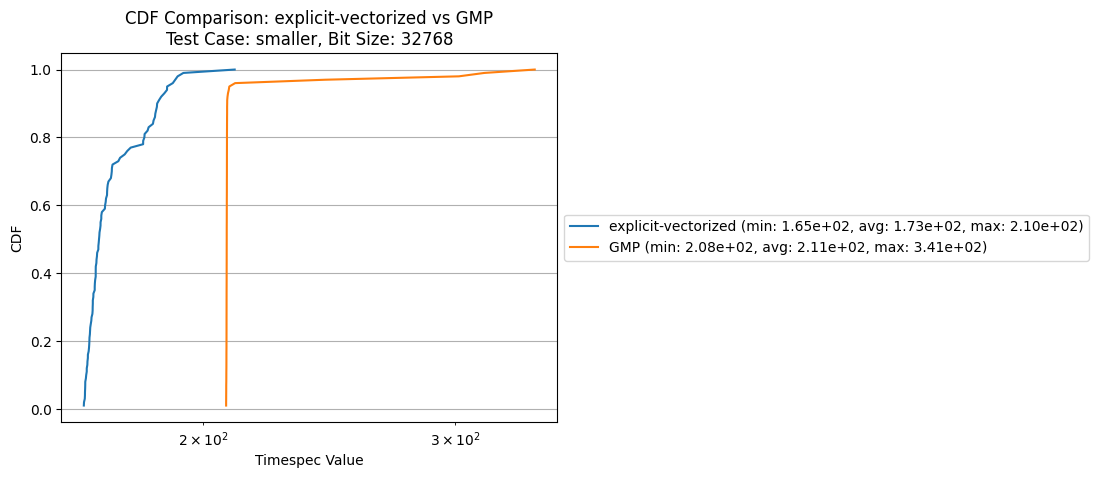 CDF Comparison: explicit-vectorized vs GMP
Test Case: smaller, Bit Size: 32768
1.0
0.8
0.6
0.4
0.2
0.0
CDF
2 × 10²
3 × 10²
Timespec Value
explicit-vectorized (min: 1.65e+02, avg: 1.73e+02, max: 2.10e+02)
GMP (min: 2.08e+02, avg: 2.11e+02, max: 3.41e+02)